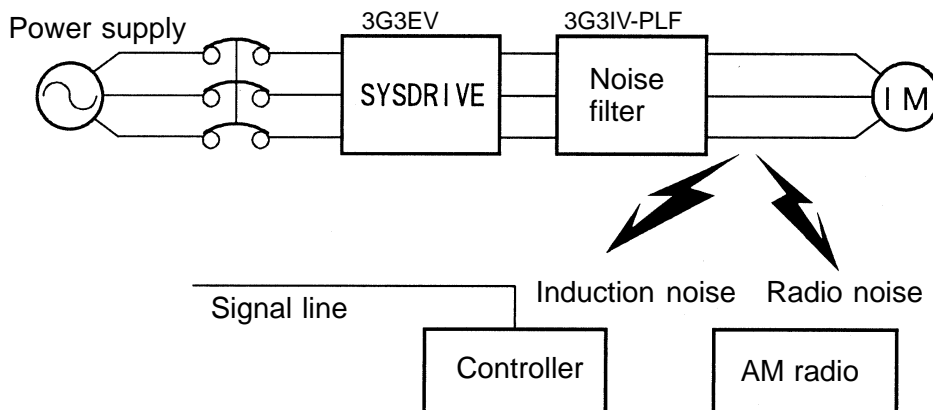 3G3EV
3G3IV-PLF
Power supply
SYSDRIVE
Noise
filter
IM
Induction noise
Radio noise
Signal line
Controller
AM radio